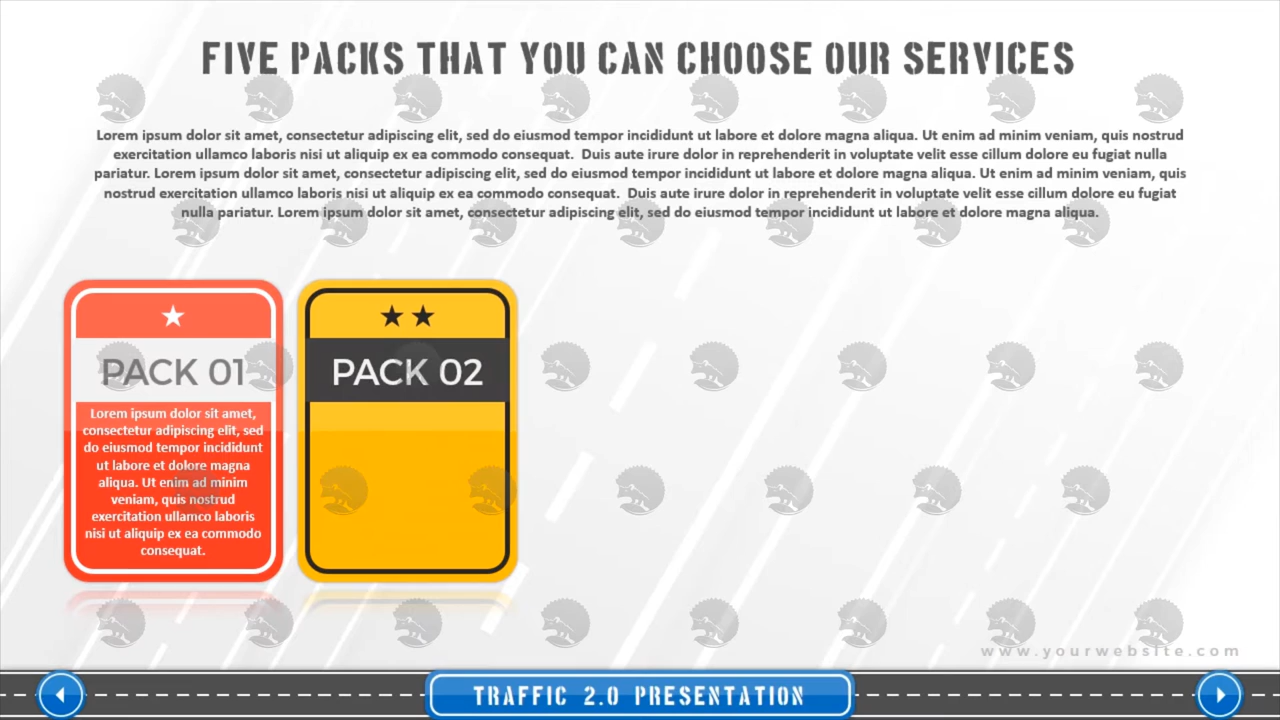 FIVE PACKS THAT YOU CAN CHOOSE OUR SERVICES
Lorem ipsum dolor sit amet, consectetur adipiscing elit, sed do eiusmod tempor incididunt ut labore et dolore magna aliqua. Ut enim ad minim veniam, quis nostrud
exercitation ullamco laboris nisi ut aliquip ex ea commodo consequat. Duis aute irure dolor in reprehenderit in voluptate velit esse cillum dolore eu fugiat nulla
pariatur. Lorem ipsum dolor sit amet, consectetur adipiscing elit, sed do eiusmod tempor incididunt ut labore et dolore magna aliqua. Ut enim ad minim veniam, quis
nostrud exercitation ullamco laboris nisi ut aliquip ex ea commodo consequat. Duis aute irure dolor in reprehenderit in voluptate velit esse cillum dolore eu fugiat
nulla pariatur. Lorem ipsum dolor sit amet, consectetur adipiscing elit, sed do eiusmod tempor incididunt ut labore et dolore magna aliqua.
PACK 01
Lorem ipsum dolor sit amet,
consectetur adipiscing elit, sed
do eiusmod tempor incididunt
ut labore et dolore magna
aliqua. Ut enim ad minim
veniam, quis nostrud
exercitation ullamco laboris
nisi ut aliquip ex ea commodo
consequat.
PACK 02
www.yourwebsite.com
TRAFFIC 2.0 PRESENTATION